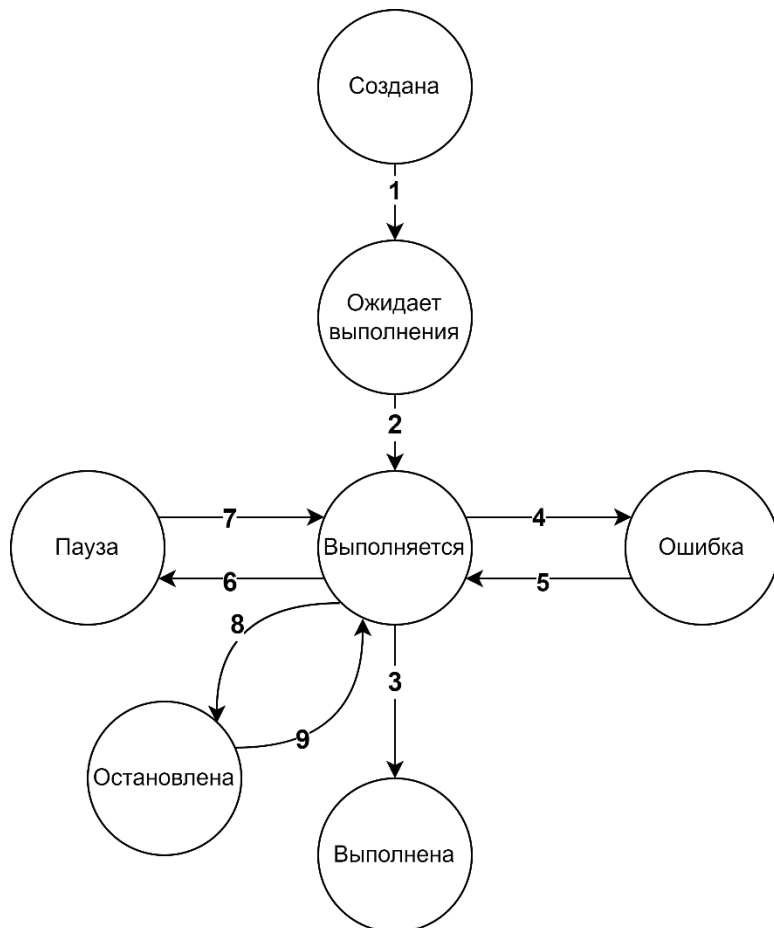 Создана
1
Ожидает
выполнения
2
Пауза
7
6
Выполняется
4
5
Ошибка
8
9
3
Остановлена
Выполнена